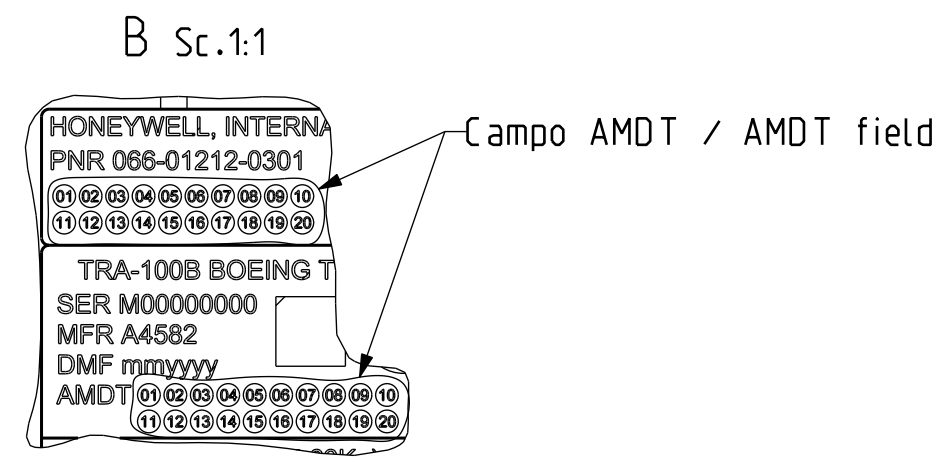 B Sc.1:1
Campo AMDT / AMDT field
HONEYWELL, INTERNA
PNR 066-01212-0301
01 02 03 04 05 06 07 08 09 10
11 12 13 14 15 16 17 18 19 20
TRA-100B BOEING T
SER M00000000
MFR A4582
DMF mmyyyy
AMDT 01 02 03 04 05 06 07 08 09 10
11 12 13 14 15 16 17 18 19 20